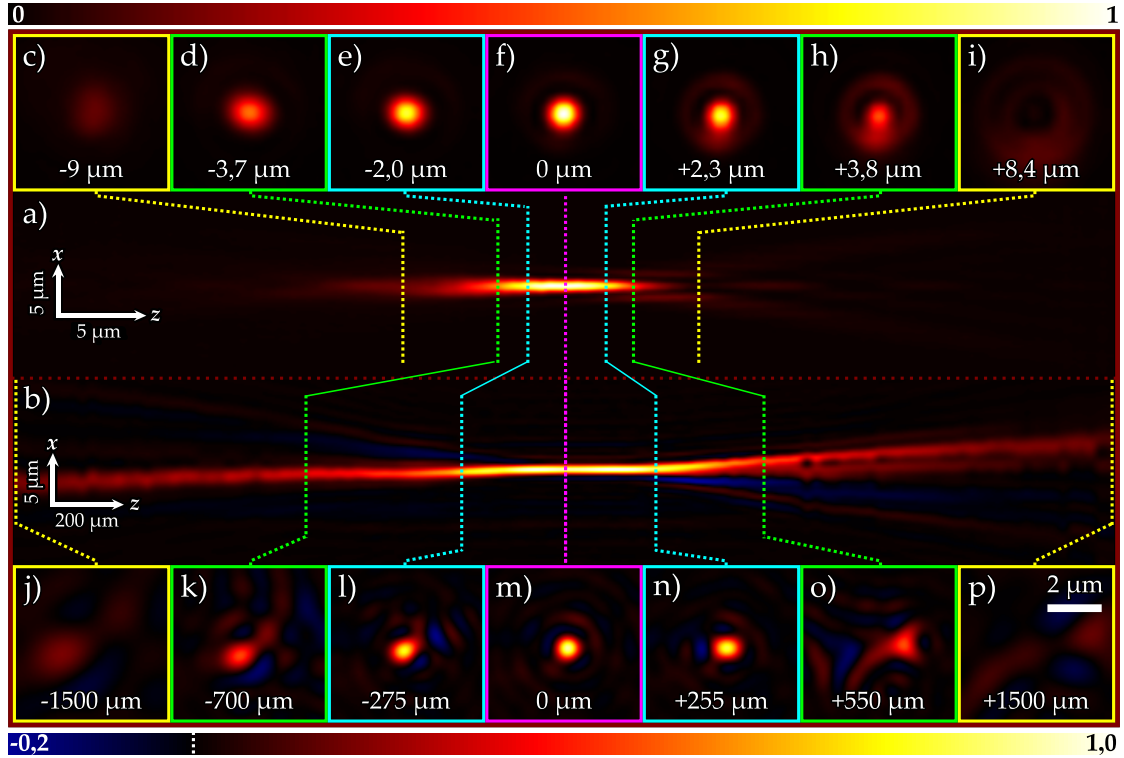 0 1
c) d) e) f) g) h) i)
-9 µm -3,7 µm -2,0 µm 0 µm +2,3 µm +3,8 µm +8,4 µm
a)
x
5 µm
z
5 µm
b)
x
5 µm
z
200 µm
j) k) l) m) n) o) p) 2 µm
-1500 µm -700 µm -275 µm 0 µm +255 µm +550 µm +1500 µm
-0,2 1,0